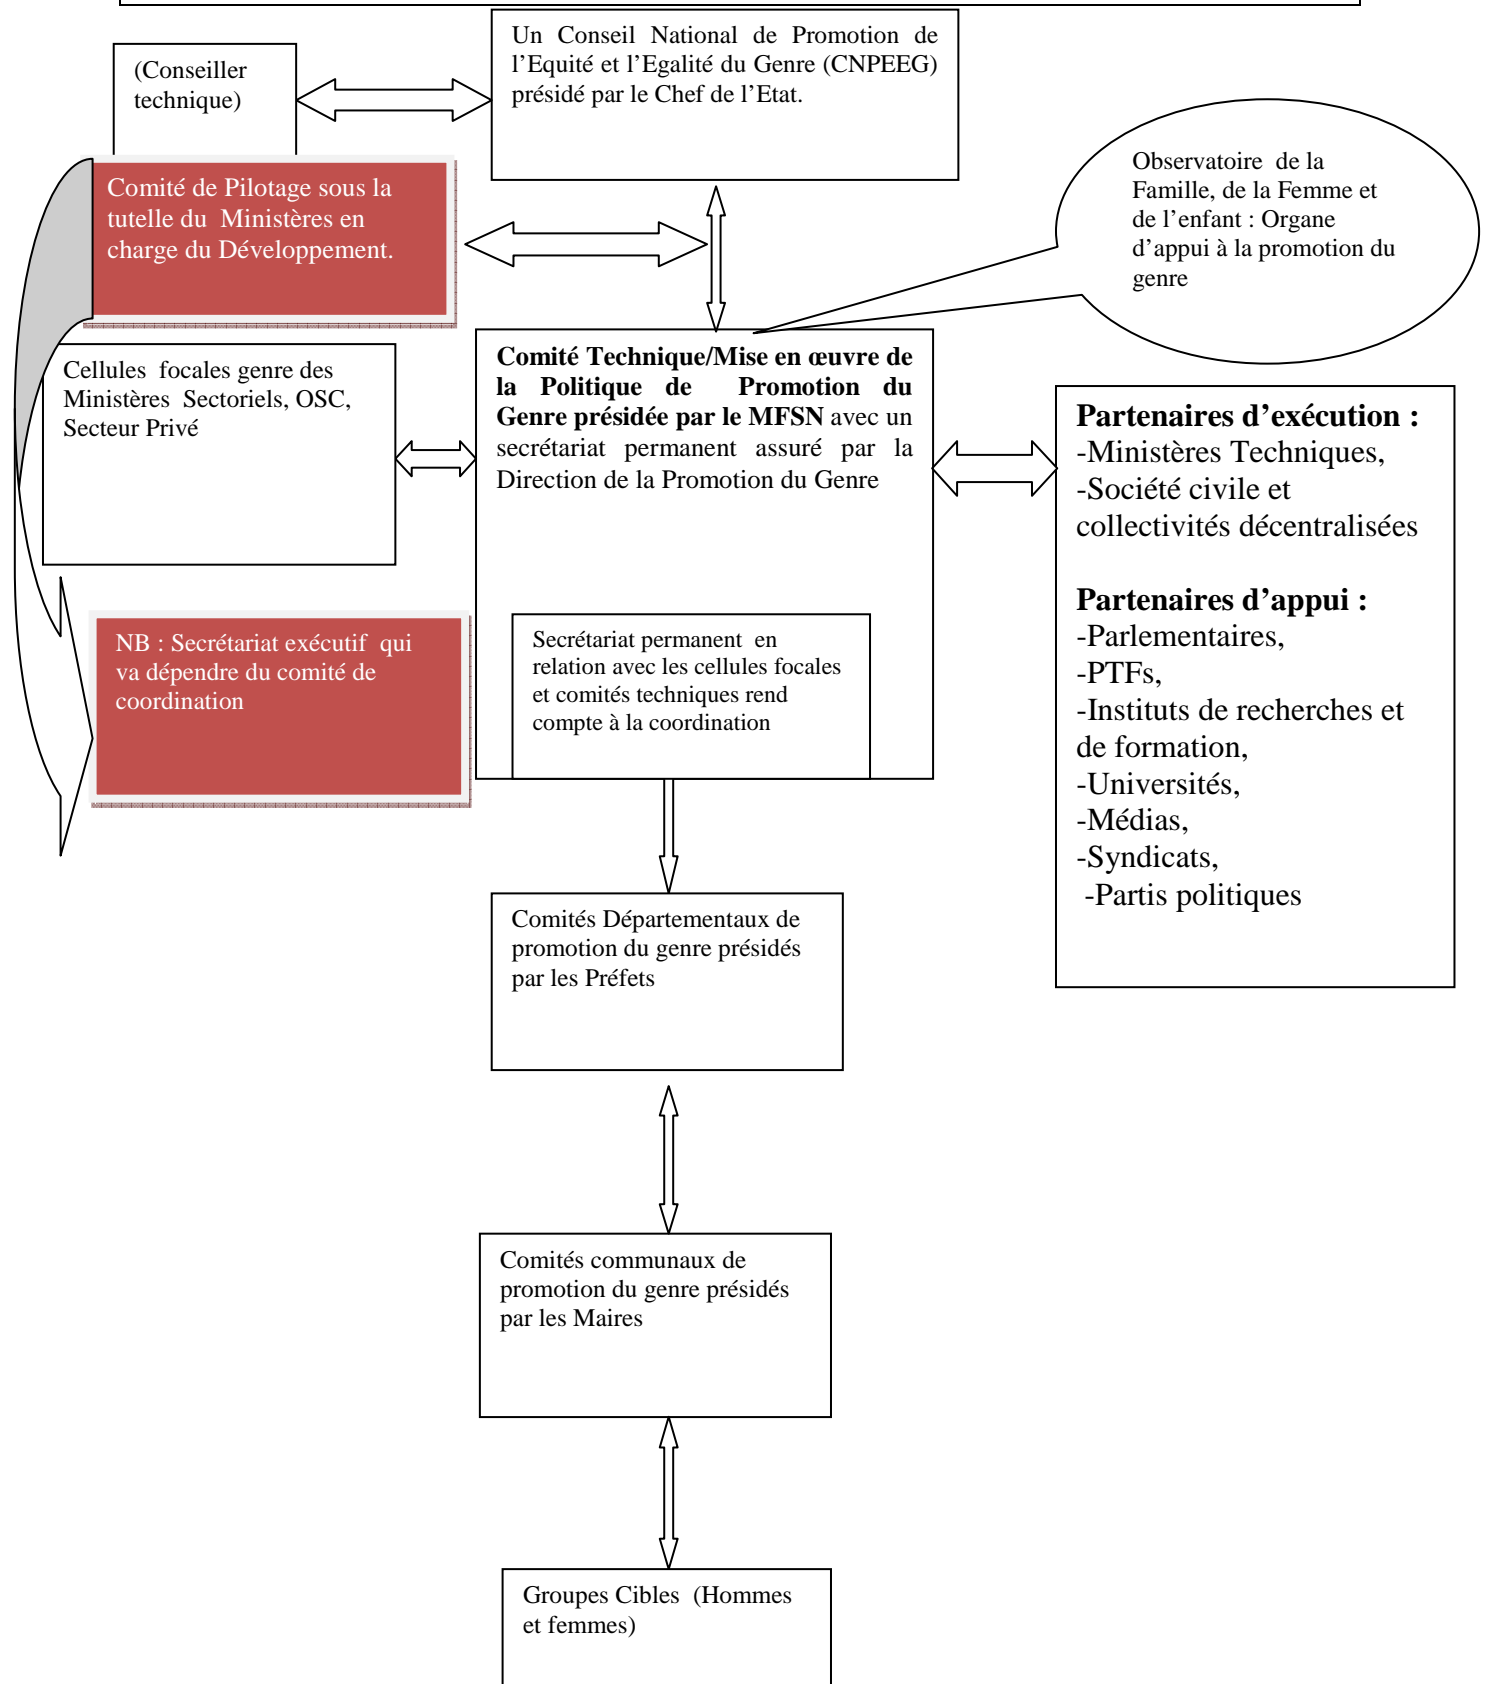 (Conseiller
technique)
Un Conseil National de Promotion de
l’Equité et l’Egalité du Genre (CNPEEG)
présidé par le Chef de l’Etat.
Comité de Pilotage sous la
tutelle du Ministères en
charge du Développement.
Observatoire de la
Famille, de la Femme et
de l’enfant : Organe
d’appui à la promotion du
genre
Cellules focales genre des
Ministères Sectoriels, OSC,
Secteur Privé
Comité Technique/Mise en œuvre de
la Politique de Promotion du
Genre présidée par le MFSN avec un
secrétariat permanent assuré par la
Direction de la Promotion du Genre
Partenaires d’exécution :
-Ministères Techniques,
-Société civile et
collectivités décentralisées
Partenaires d’appui :
-Parlementaires,
-PTFs,
-Instituts de recherches et
de formation,
-Universités,
-Médias,
-Syndicats,
-Partis politiques
NB : Secrétariat exécutif qui
va dépendre du comité de
coordination
Secrétariat permanent en
relation avec les cellules focales
et comités techniques rend
compte à la coordination
Comités Départementaux de
promotion du genre présidés
par les Préfets
Comités communaux de
promotion du genre présidés
par les Maires
Groupes Cibles (Hommes
et femmes)